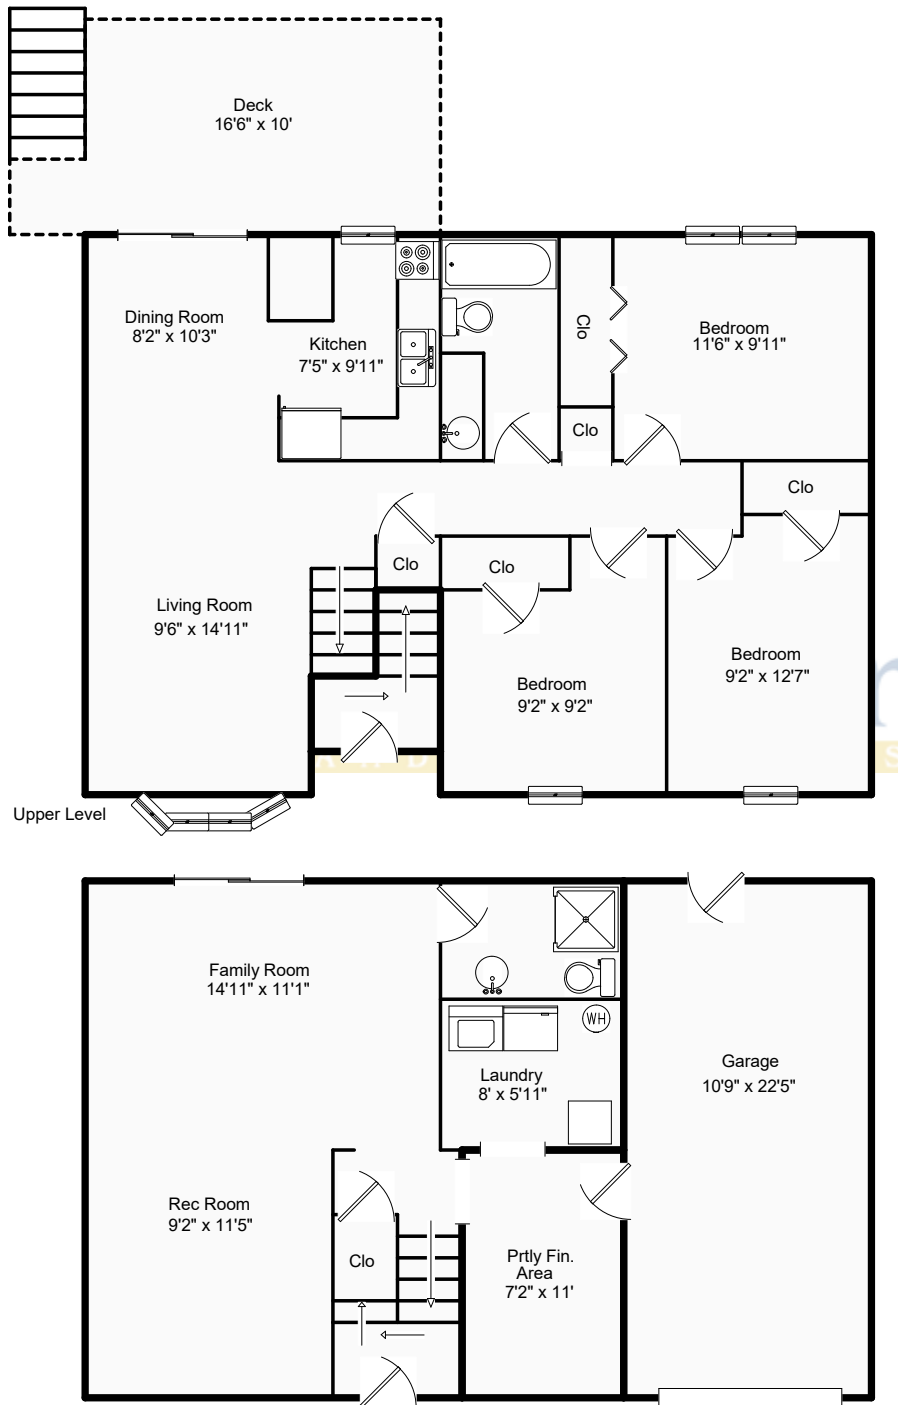 Deck
16'6" x 10'
Dining Room
8'2" x 10'3"
Kitchen
7'5" x 9'11"
Clo
Bedroom
11'6" x 9'11"
Clo
Clo
Clo
Clo
Living Room
9'6" x 14'11"
Bedroom
9'2" x 9'2"
Bedroom
9'2" x 12'7"
Upper Level
Family Room
14'11" x 11'1"
WH
Laundry
8' x 5'11"
Garage
10'9" x 22'5"
Rec Room
9'2" x 11'5"
Clo
Prtly Fin.
Area
7'2" x 11'